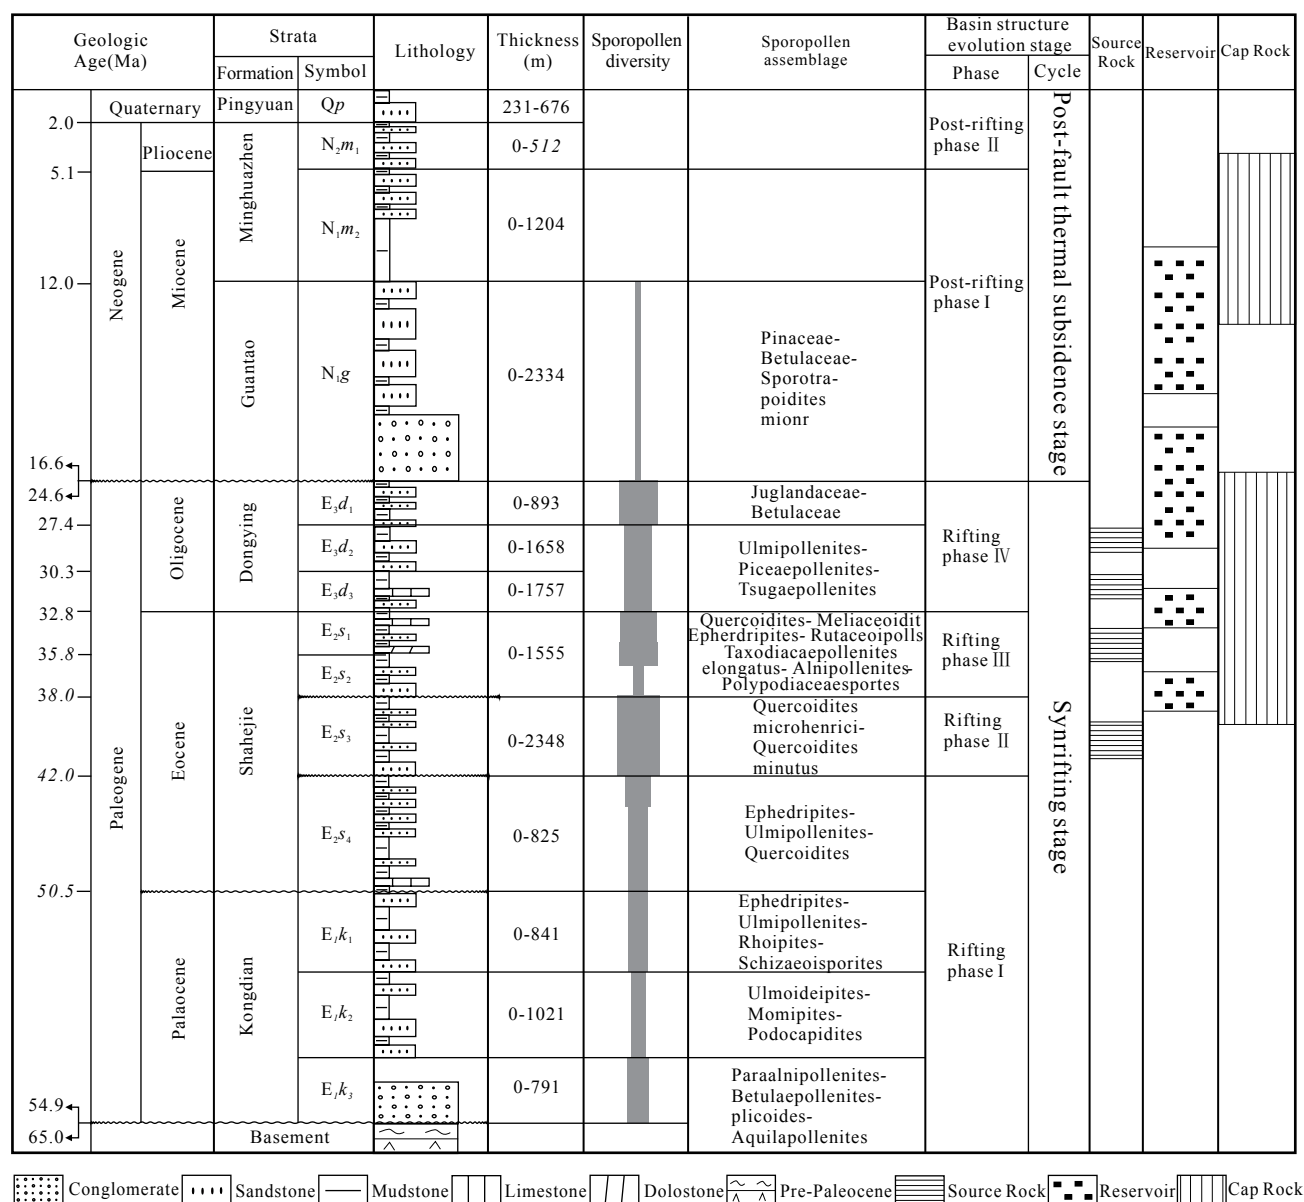 Geologic
Age(Ma)
Strata
Formation
Symbol
Lithology
Thickness
(m)
Sporopollen
diversity
Sporopollen
assemblage
Basin structure
evolution stage
Phase
Cycle
Source
Rock
Reservoir
Cap Rock
2.0
5.1
12.0
16.6
24.6
27.4
30.3
32.8
35.8
38.0
42.0
50.5
54.9
65.0
Quaternary
Neogene
Paleogene
Pliocene
Miocene
Oligocene
Eocene
Palaocene
Pingyuan
Minghuazhen
Guantao
Dongying
Shahejie
Kongdian
Basement
Qp
N2m1
N1m2
N1g
E3d1
E3d2
E3d3
E2s1
E2s2
E2s3
E2s4
E1k1
E1k2
E1k3
231-676
0-512
0-1204
0-2334
0-893
0-1658
0-1757
0-1555
0-2348
0-825
0-841
0-1021
0-791
Pinaceae-
Betulaceae-
Sporotra-
poidites
mionr
Juglandaceae-
Betulaceae
Ulmipollenites-
Piceaepollenites-
Tsugaepollenites
Quercoidites- Meliaceoidit
Epherdripites- Rutaceoipolls
Taxodiacaepollenites
elongatus- Alnipollenites-
Polypodiaceaesportes
Quercoidites
microhenrici-
Quercoidites
minutus
Ephedripites-
Ulmipollenites-
Quercoidites
Ephedripites-
Ulmipollenites-
Rhoipites-
Schizaeoisporites
Ulmoideipites-
Momipites-
Podocapidites
Paraalnipollenites-
Betulaepollenites-
plicoides-
Aquilapollenites
Post-rifting
phase Ⅱ
Post-rifting
phase Ⅰ
Rifting
phase Ⅳ
Rifting
phase Ⅲ
Rifting
phase Ⅱ
Rifting
phase Ⅰ
Post-fault thermal subsidence stage
Synrifting stage
Conglomerate
Sandstone
Mudstone
Limestone
Dolostone
Pre-Paleocene
Source Rock
Reservoir
Cap Rock